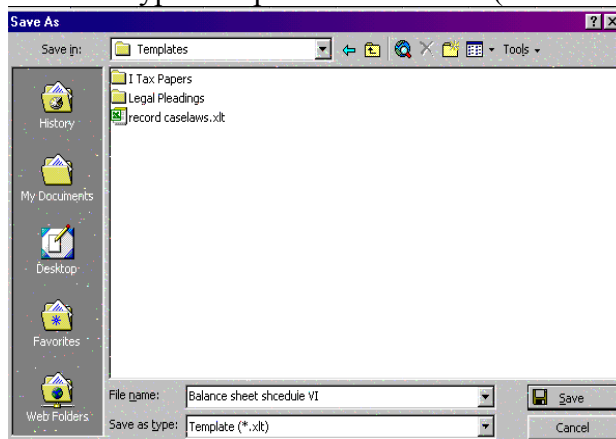 Save As
Save in: Templates Tools
I Tax Papers
Legal Pleadings
record caselaws.xlt
History
My Documents
Desktop
Favorites
Web Folders
File name: Balance sheet shceduie VI Save
Save as type: Template (*.xlt) Cancel